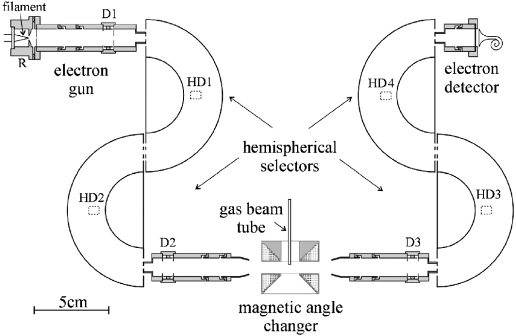 filament
D1
R
electron
gun
HD1
HD4
electron
detector
hemispherical
selectors
HD2
HD3
gas beam
tube
D2
D3
5cm
magnetic angle
changer